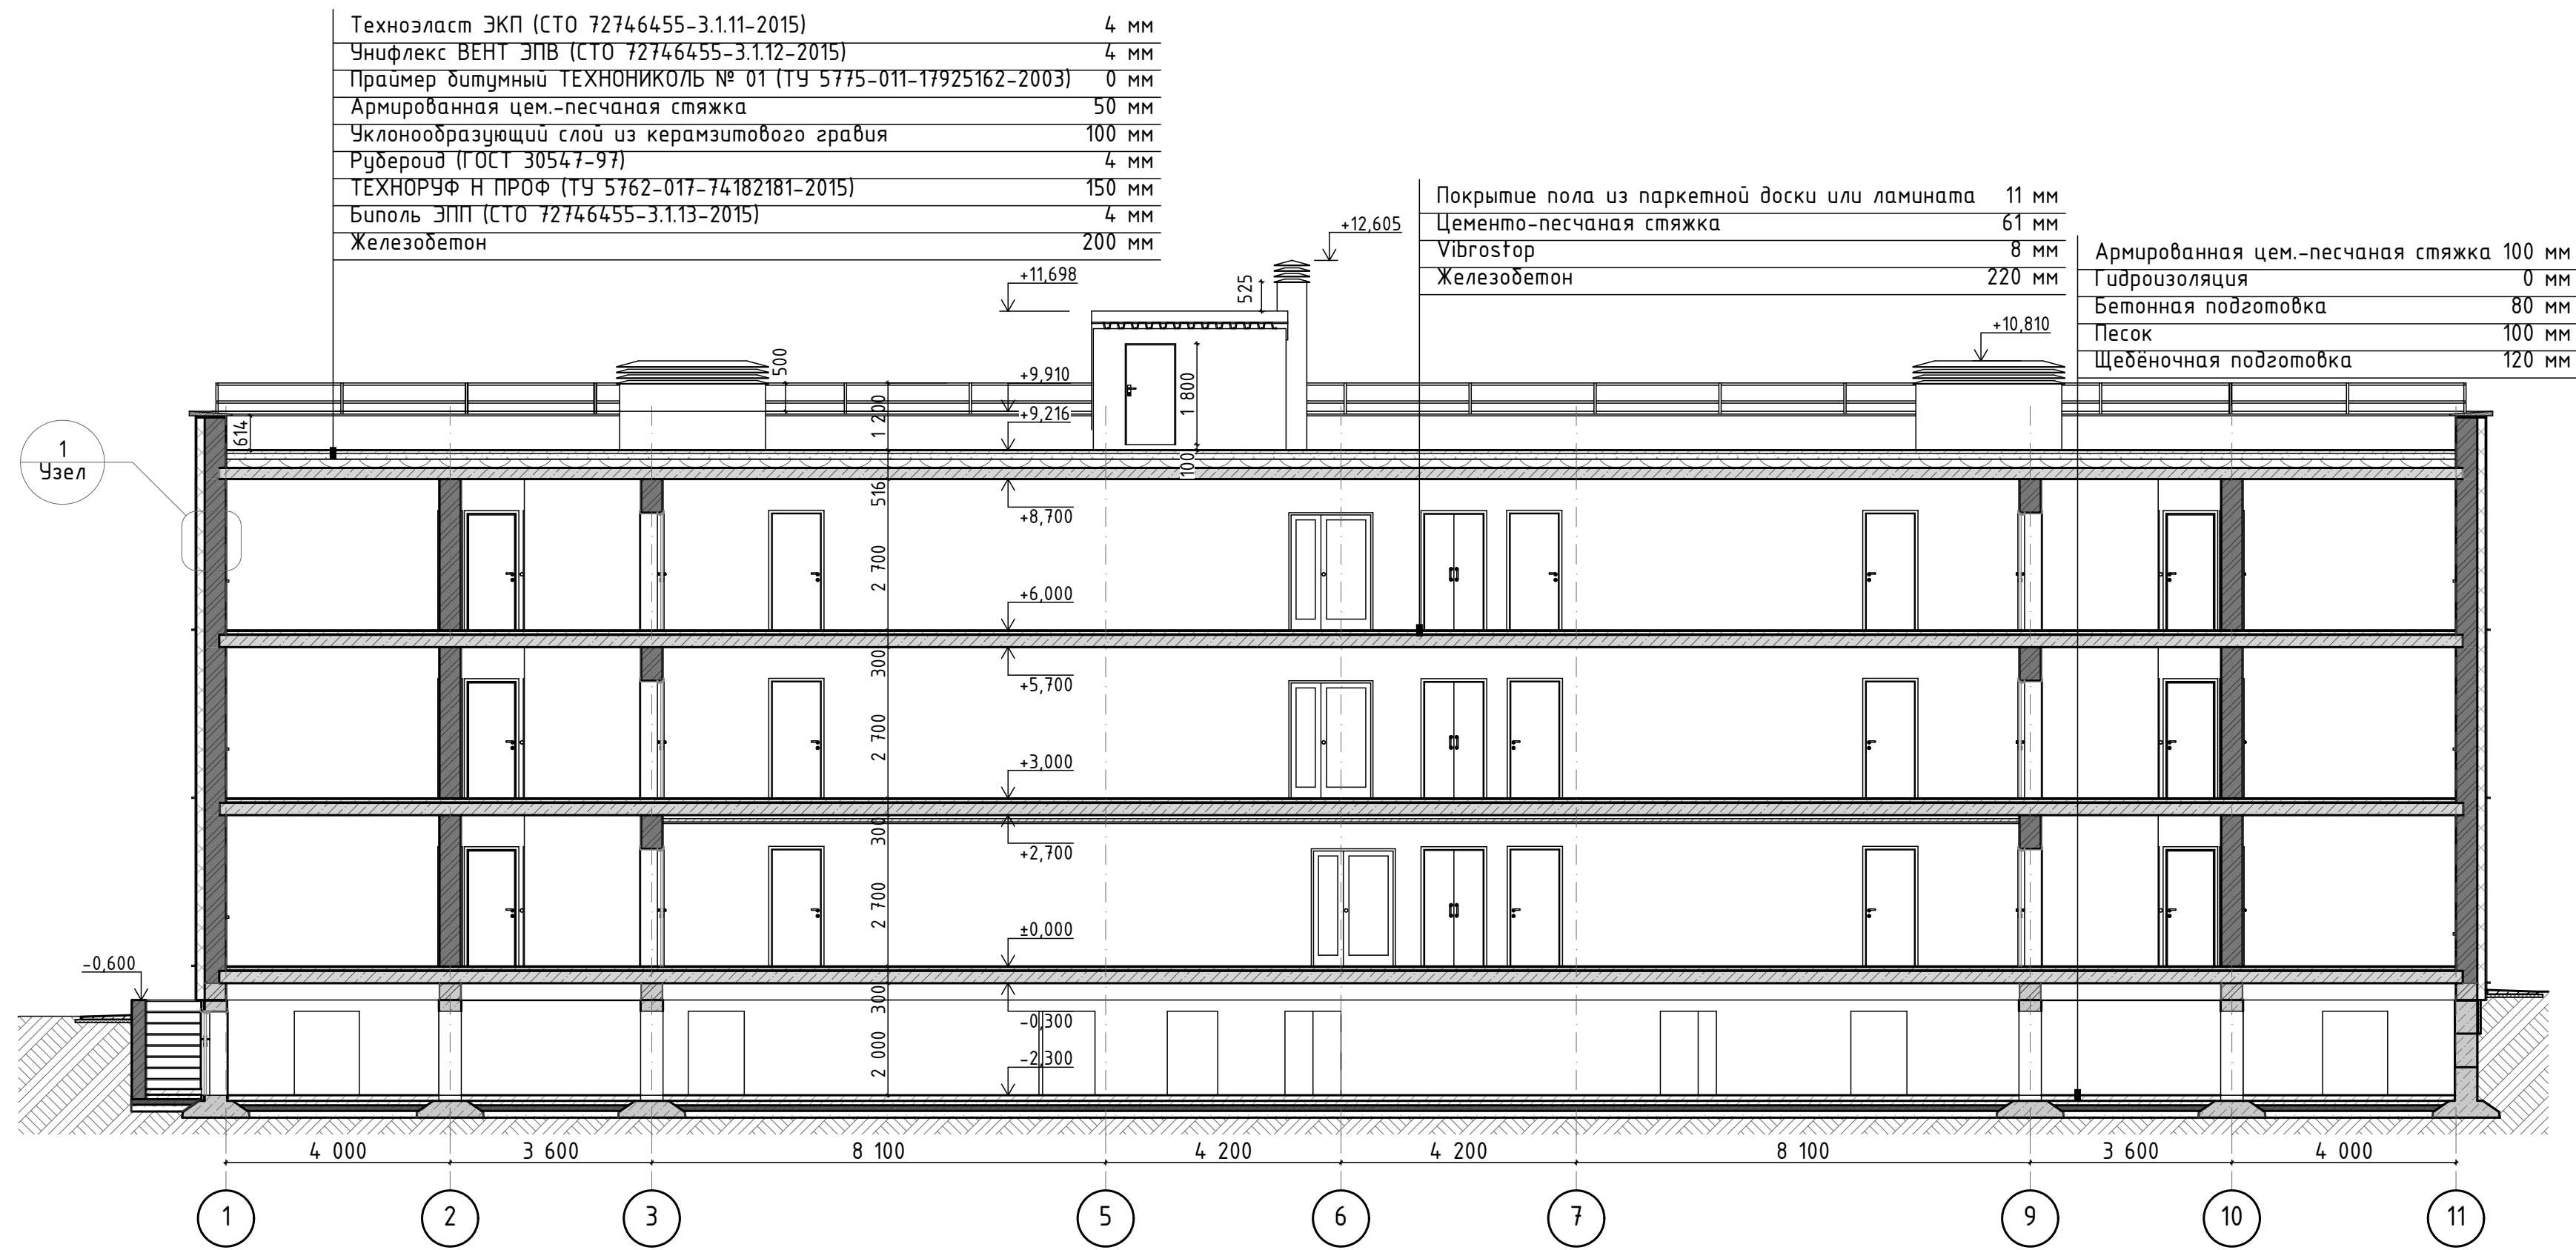 Техноэласт ЭКП (СТО 72746455-3.1.11-2015) 4 мм
Унифлекс ВЕНТ ЭПВ (СТО 72746455-3.1.12-2015) 4 мм
Праймер битумный ТЕХНОНИКОЛЬ № 01 (ТУ 5775-011-17925162-2003) 0 мм
Армированная цем.-песчаная стяжка 50 мм
Уклонообразующий слой из керамзитового гравия 100 мм
Рубероид (ГОСТ 30547-97) 4 мм
ТЕХНОРУФ Н ПРОФ (ТУ 5762-017-74182181-2015) 150 мм
Биполь ЭПП (СТО 72746455-3.1.13-2015) 4 мм
Железобетон 200 мм
Покрытие пола из паркетной доски или ламината 11 мм
Цементо-песчаная стяжка 61 мм
Vibrostop 8 мм
Железобетон 220 мм
Армированная цем.-песчаная стяжка 100 мм
Гидроизоляция 0 мм
Бетонная подготовка 80 мм
Песок 100 мм
Щебёночная подготовка 120 мм
+12,605
+11,698
525
+10,810
500
+9,910
1 800
1 200
+9,216
614
1
Узел
100
516
+8,700
2 700
+6,000
300
+5,700
2 700
+3,000
300
+2,700
2 700
±0,000
-0,600
300
-0,300
2 000
-2,300
4 000 3 600 8 100 4 200 4 200 8 100 3 600 4 000
1 2 3 5 6 7 9 10 11